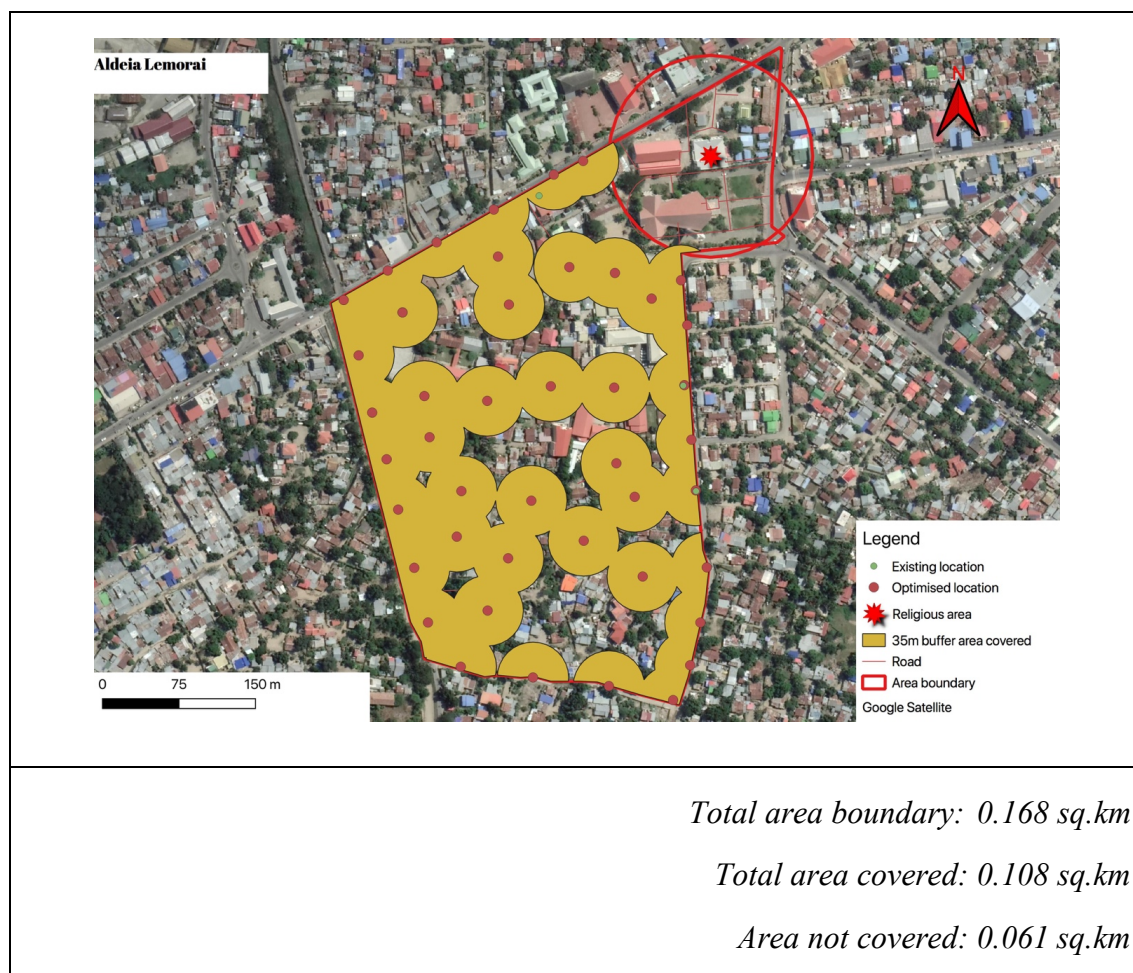 Aldeia Lemorai
N
Legend
Existing location
Optimised location
Religious area
35m buffer area covered
Road
Area boundary
Google Satellite
0 75 150 m
Total area boundary: 0.168 sq.km
Total area covered: 0.108 sq.km
Area not covered: 0.061 sq.km